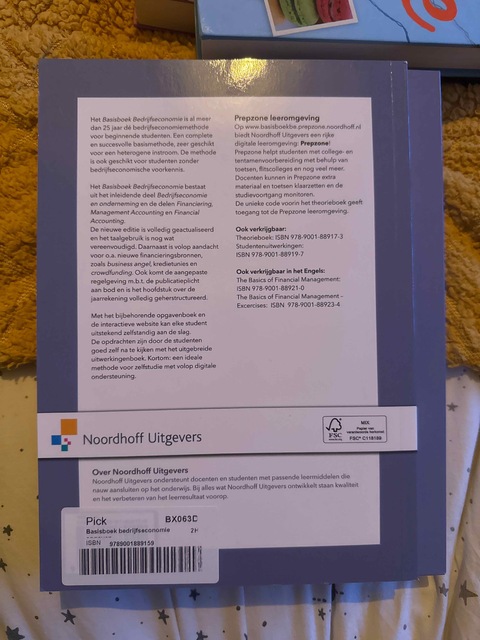 Het Basisboek Bedrijfseconomie is al meer
dan 25 jaar dé bedrijfseconomiemethode
voor beginnende studenten. Een complete
en succesvolle basismethode, zeer geschikt
voor een heterogene instroom. De methode
is ook geschikt voor studenten zonder
bedrijfseconomische voorkennis.
Het Basisboek Bedrijfseconomie bestaat
uit het inleidende deel Bedrijfseconomie
en onderneming en de delen Financiering,
Management Accounting en Financial
Accounting.
De nieuwe editie is volledig geactualiseerd
en het taalgebruik is nog wat
vereenvoudigd. Daarnaast is volop aandacht
voor o.a. nieuwe financieringsbronnen,
zoals business angel, kredietunies en
crowdfunding. Ook komt de aangepaste
regelgeving m.b.t. de publicatieplicht
aan bod en is het hoofdstuk over de
jaarrekening volledig geherstructureerd.
Met het bijbehorende opgavenboek en
de interactieve website kan elke student
uitstekend zelfstandig aan de slag.
De opdrachten zijn door de studenten
goed zelf na te kijken met het uitgebreide
uitwerkingenboek. Kortom: een ideale
methode voor zelfstudie met volop digitale
ondersteuning.
Prepzone leeromgeving
Op www.basisboekbe.prepzone.noordhoff.nl
biedt Noordhoff Uitgevers een rijke
digitale leeromgeving: Prepzone!
Prepzone helpt studenten met college- en
tentamenvoorbereiding met behulp van
toetsen, flitscolleges en nog veel meer.
Docenten kunnen in Prepzone extra
materiaal en toetsen klaarzetten en de
studievoortgang monitoren.
De unieke code voorin het theorieboek geeft
toegang tot de Prepzone leeromgeving.
Ook verkrijgbaar:
Theorieboek: ISBN 978-9001-88917-3
Studentenuitwerkingen:
ISBN 978-9001-88919-7
Ook verkrijgbaar in het Engels:
The Basics of Financial Management:
ISBN 978-9001-88921-0
The Basics of Financial Management -
Excercises: ISBN 978-9001-88923-4
Noordhoff Uitgevers
FSC
MIX
Papier van
verantwoorde herkomst
FSC® C118189
Over Noordhoff Uitgevers
Noordhoff Uitgevers ondersteunt docenten en studenten met passende leermiddelen die
nauw aansluiten op het onderwijs. Bij alles wat Noordhoff Uitgevers ontwikkelt staan kwaliteit
en het verbeteren van het leerresultaat voorop.
Pick BX063D
Basisboek bedrijfseconomie 2H
ISBN 9789001889159